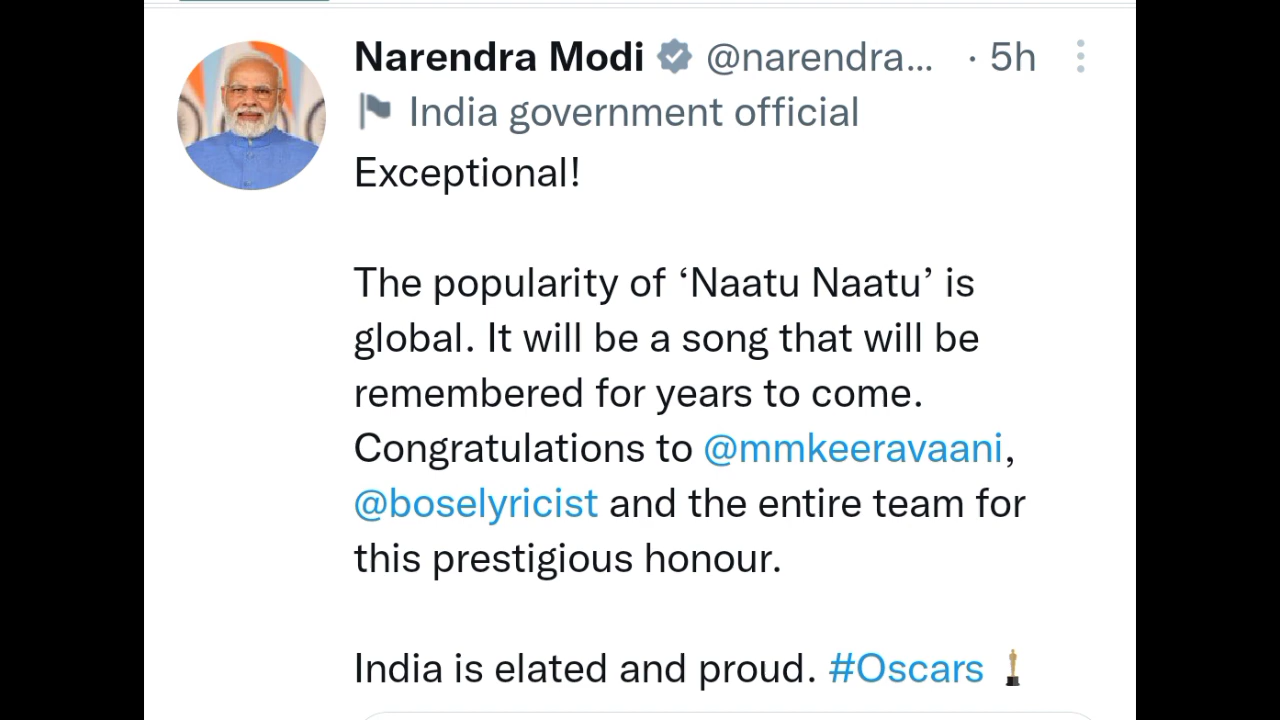 Narendra Modi @narendra... · 5h
India government official
Exceptional!
The popularity of ‘Naatu Naatu’ is
global. It will be a song that will be
remembered for years to come.
Congratulations to @mmkeeravaani,
@boselyricist and the entire team for
this prestigious honour.
India is elated and proud. #Oscars